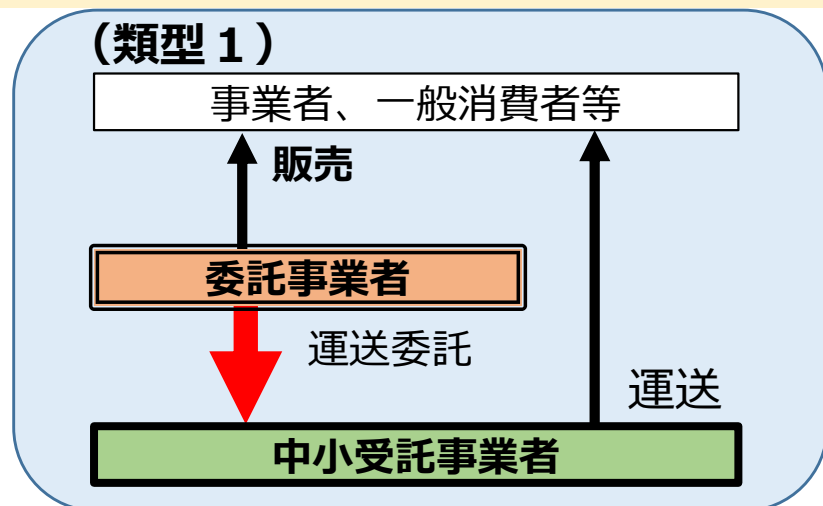 （類型１）
事業者、一般消費者等
販売
委託事業者
運送委託
運送
中小受託事業者